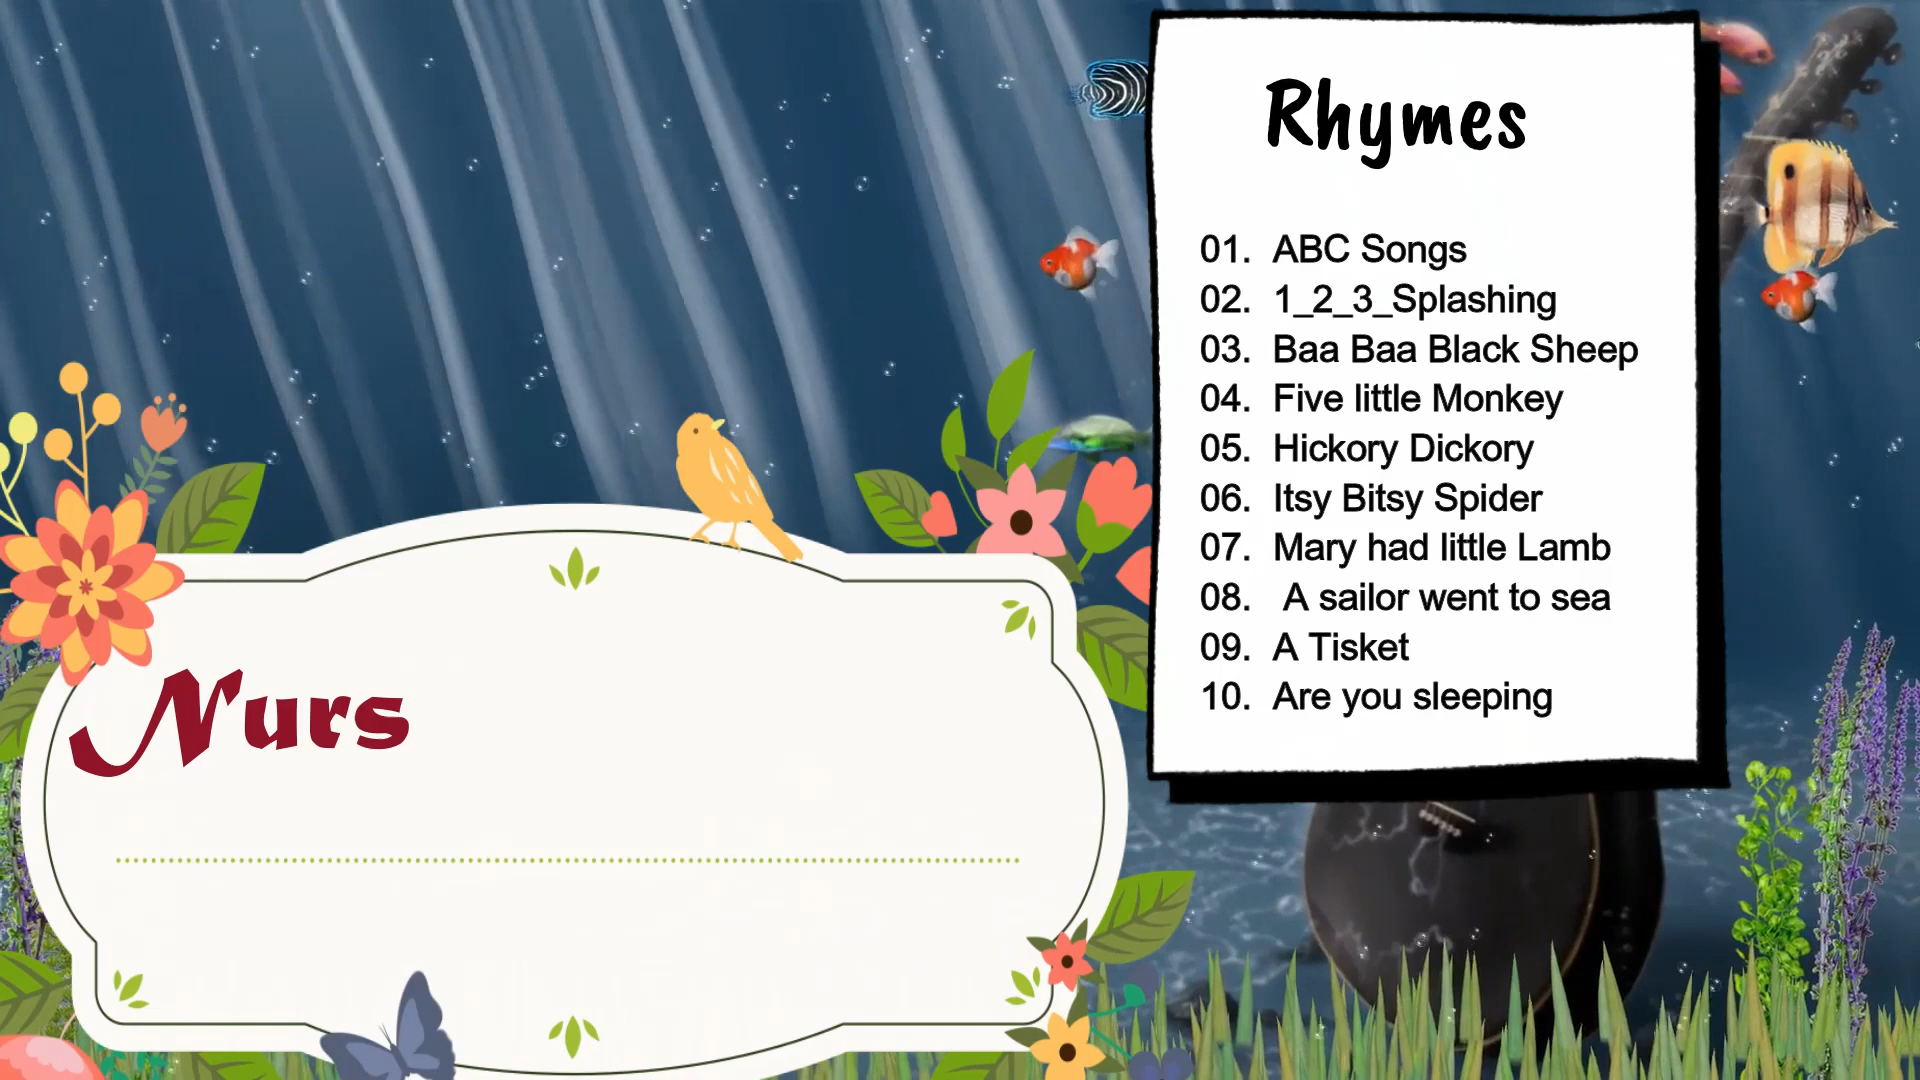 Rhymes
01. ABC Songs
02. 1_2_3_Splashing
03. Baa Baa Black Sheep
04. Five little Monkey
05. Hickory Dickory
06. Itsy Bitsy Spider
07. Mary had little Lamb
08. A sailor went to sea
09. A Tisket
10. Are you sleeping
Nurs